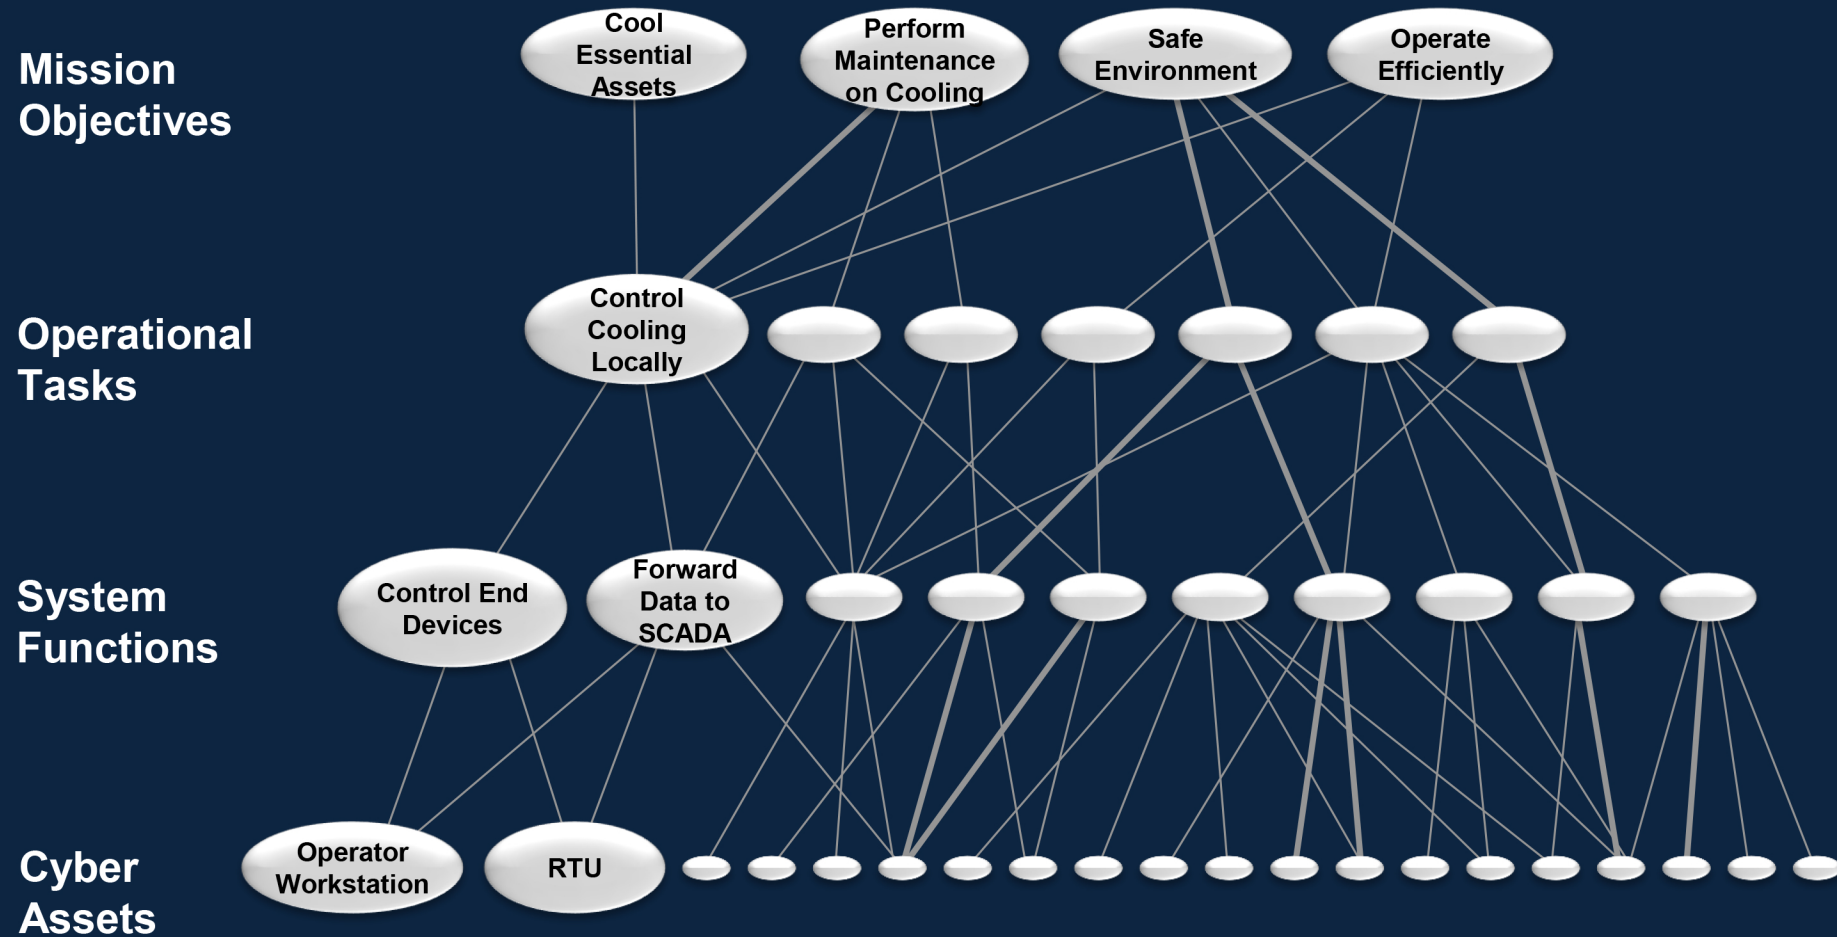 Mission
Objectives
Cool
Essential
Assets
Perform
Maintenance
on Cooling
Safe
Environment
Operate
Efficiently
Operational
Tasks
Control
Cooling
Locally
System
Functions
Control End
Devices
Forward
Data to
SCADA
Cyber
Assets
Operator
Workstation
RTU